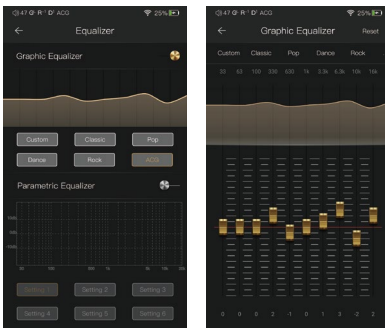 47 ACG
25%
Equalizer
Graphic Equalizer
Custom
Classic
Pop
Dance
Rock
ACG
Parametric Equalizer
Setting 1
Setting 2
Setting 3
Setting 4
Setting 5
Setting 6
47 ACG
25%
Graphic Equalizer
Reset
Custom Classic Pop Dance Rock
33 63 100 330 630 1k 3.3k 6.3k 10k 16k
0 0 0 2 -1 0 1 3 -2 2